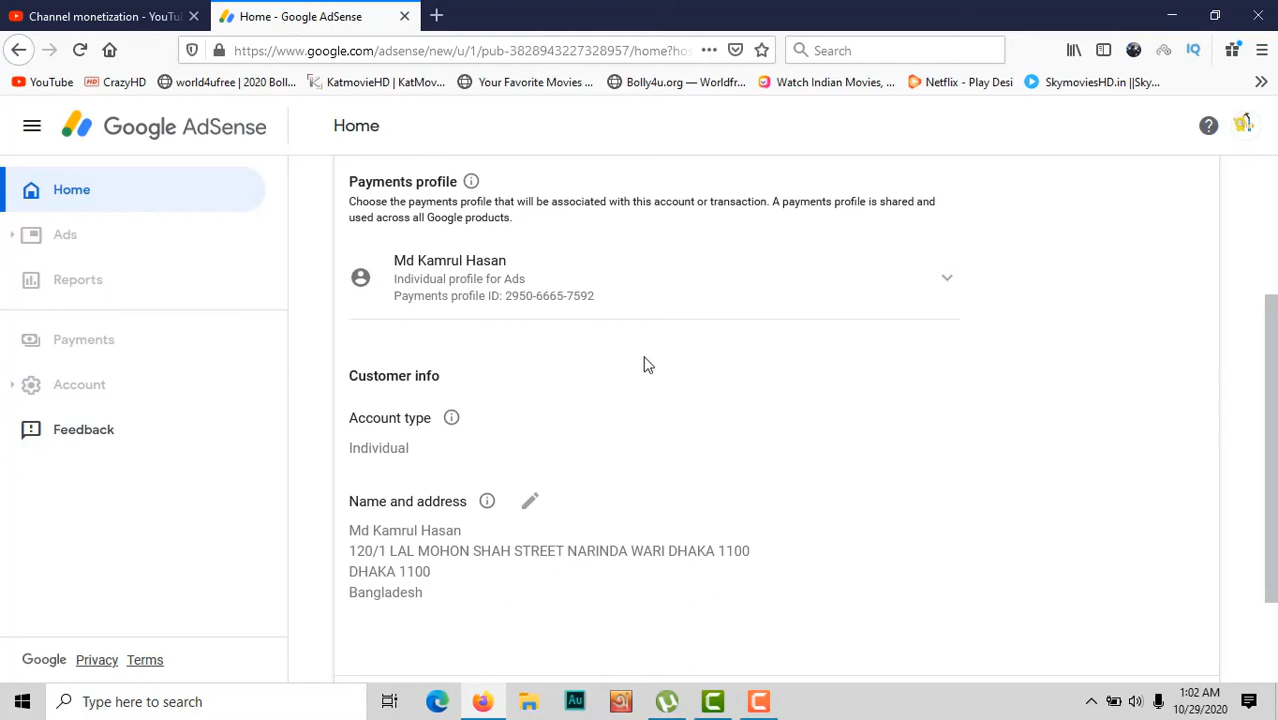 Channel monetization - YouTu
Home - Google AdSense
https://www.google.com/adsense/new/u/1/pub-3828943227328957/home?hos
Search
YouTube
HD CrazyHD
world4ufree | 2020 Boll...
KatmovieHD | KatMov...
Your Favorite Movies ...
Bolly4u.org — Worldfr...
Watch Indian Movies, ...
Netflix - Play Desi
SkymoviesHD.in ||Sky...
Google AdSense
Home
Home
Ads
Reports
Payments
Account
Feedback
Payments profile
Choose the payments profile that will be associated with this account or transaction. A payments profile is shared and
used across all Google products.
Md Kamrul Hasan
Individual profile for Ads
Payments profile ID: 2950-6665-7592
Customer info
Account type
Individual
Name and address
Md Kamrul Hasan
120/1 LAL MOHON SHAH STREET NARINDA WARI DHAKA 1100
DHAKA 1100
Bangladesh
Google Privacy Terms
Type here to search
Au
1:02 AM
10/29/2020